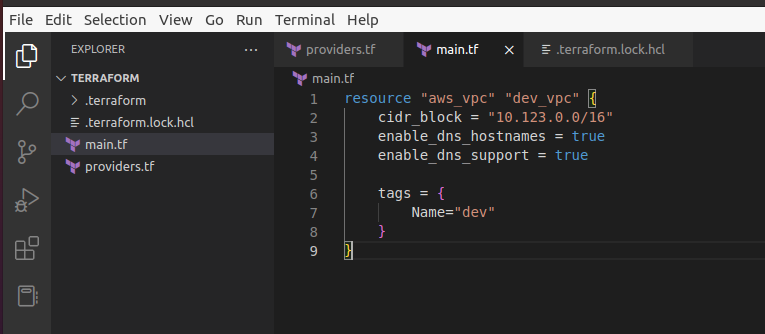 File Edit Selection View Go Run Terminal Help
EXPLORER ...
TERRAFORM
.terraform
.terraform.lock.hcl
main.tf
providers.tf
providers.tf main.tf .terraform.lock.hcl
main.tf
1 resource "aws_vpc" "dev_vpc" {
2 cidr_block = "10.123.0.0/16"
3 enable_dns_hostnames = true
4 enable_dns_support = true
5
6 tags = {
7 Name="dev"
8 }
9 }